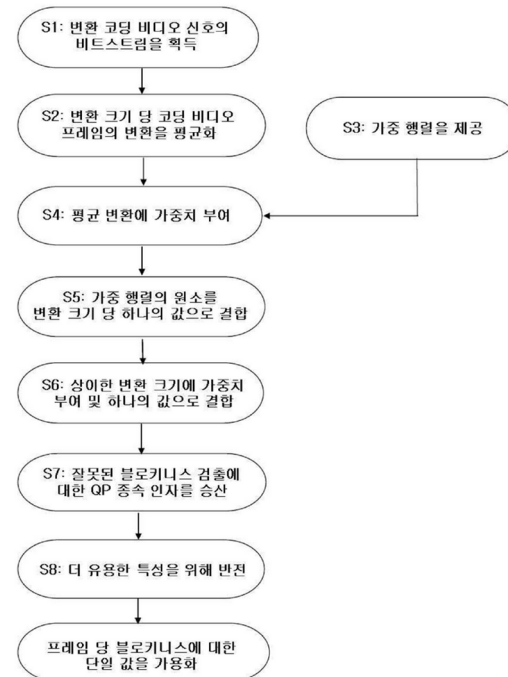 S1: 변환 코딩 비디오 신호의
비트스트림을 획득
S2: 변환 크기 당 코딩 비디오
프레임의 변환을 평균화
S3: 가중 행렬을 제공
S4: 평균 변환에 가중치 부여
S5: 가중 행렬의 원소를
변환 크기 당 하나의 값으로 결합
S6: 상이한 변환 크기에 가중치
부여 및 하나의 값으로 결합
S7: 잘못된 블로키니스 검출에
대한 QP 종속 인자를 승산
S8: 더 유용한 특성을 위해 반전
프레임 당 블로키니스에 대한
단일 값을 가용화